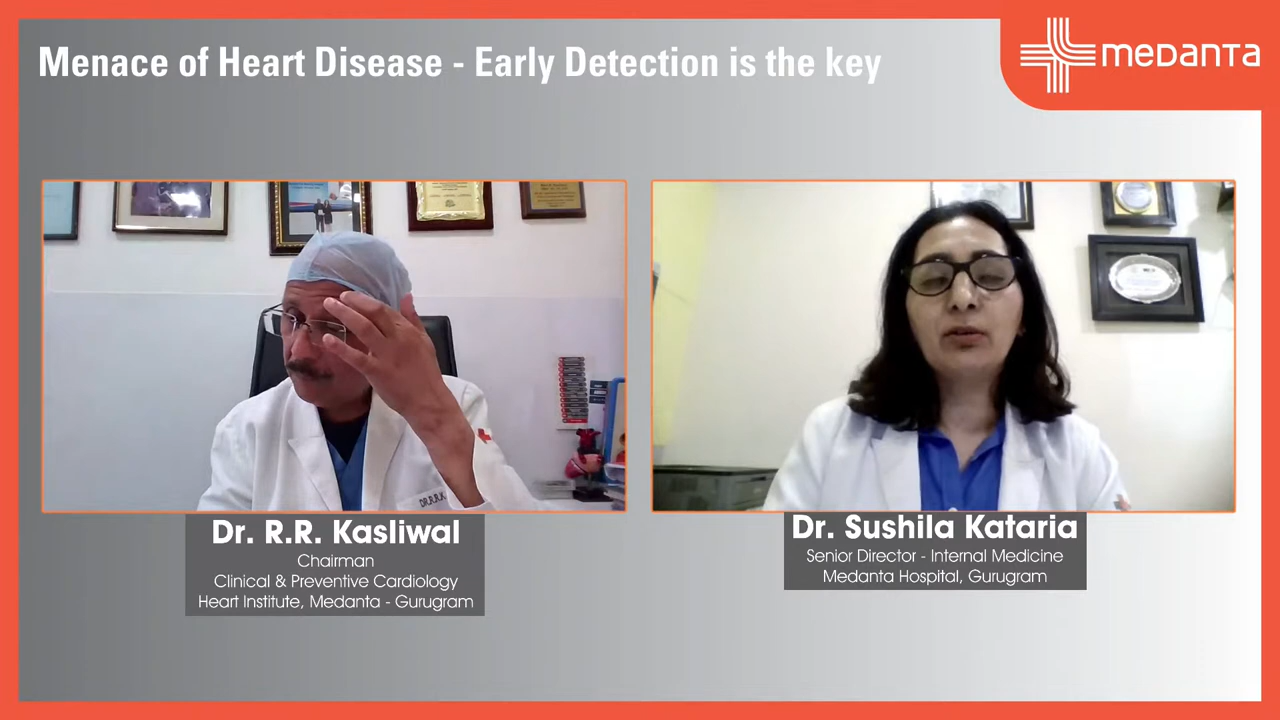 Menace of Heart Disease - Early Detection is the key
medanta
DR.R.R.K
Dr. R.R. Kasliwal
Chairman
Clinical & Preventive Cardiology
Heart Institute, Medanta - Gurugram
Dr. Sushila Kataria
Senior Director - Internal Medicine
Medanta Hospital, Gurugram